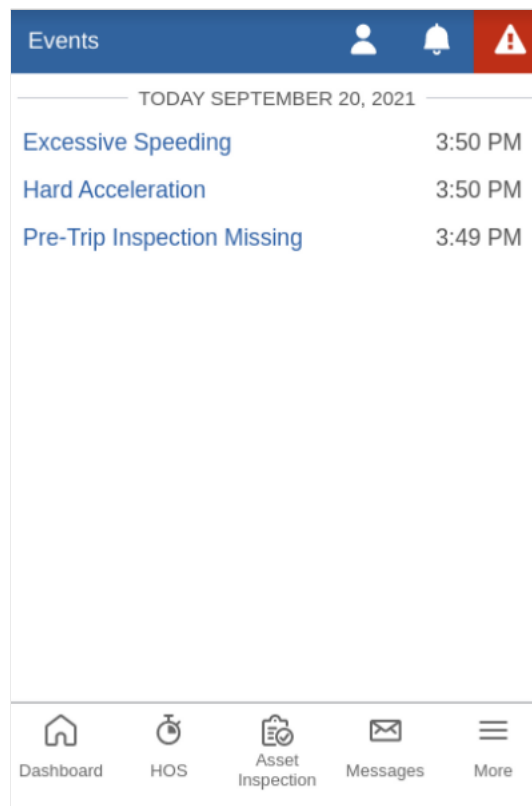 Events
TODAY SEPTEMBER 20, 2021
Excessive Speeding 3:50 PM
Hard Acceleration 3:50 PM
Pre-Trip Inspection Missing 3:49 PM
Dashboard
HOS
Asset
Inspection
Messages
More